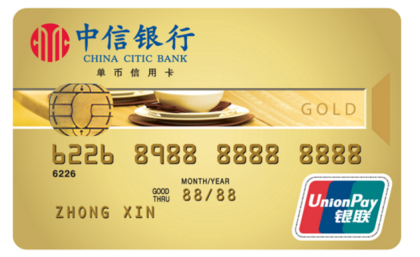 中信银行
CHINA CITIC BANK
单币信用卡
GOLD
6226 8988 8888 8888
6226
MONTH/YEAR
GOOD THRU 88/88
ZHONG XIN
UnionPay
银联